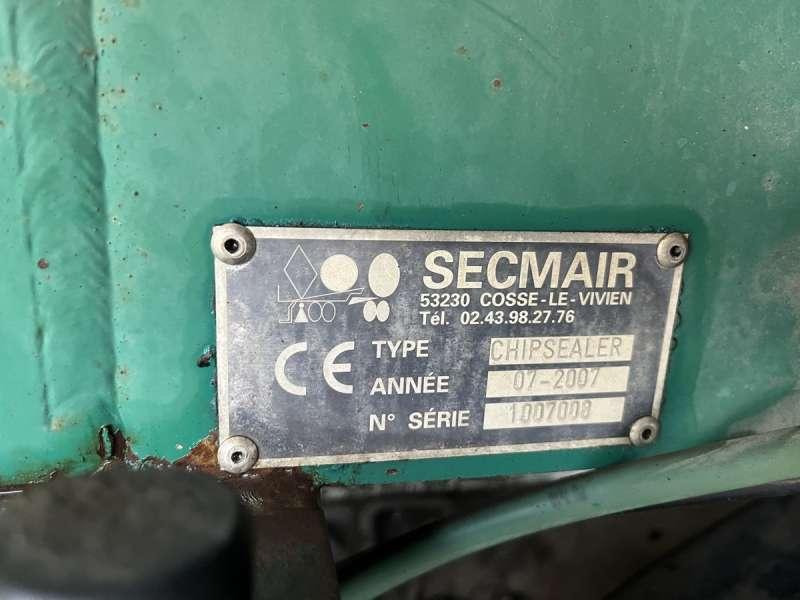 SECMAIR
53230 COSSE-LE-VIVIEN
Tél. 02.43.98.27.76
CE TYPE CHIPSEALER
ANNÉE 07-2007
N° SÉRIE 1007008